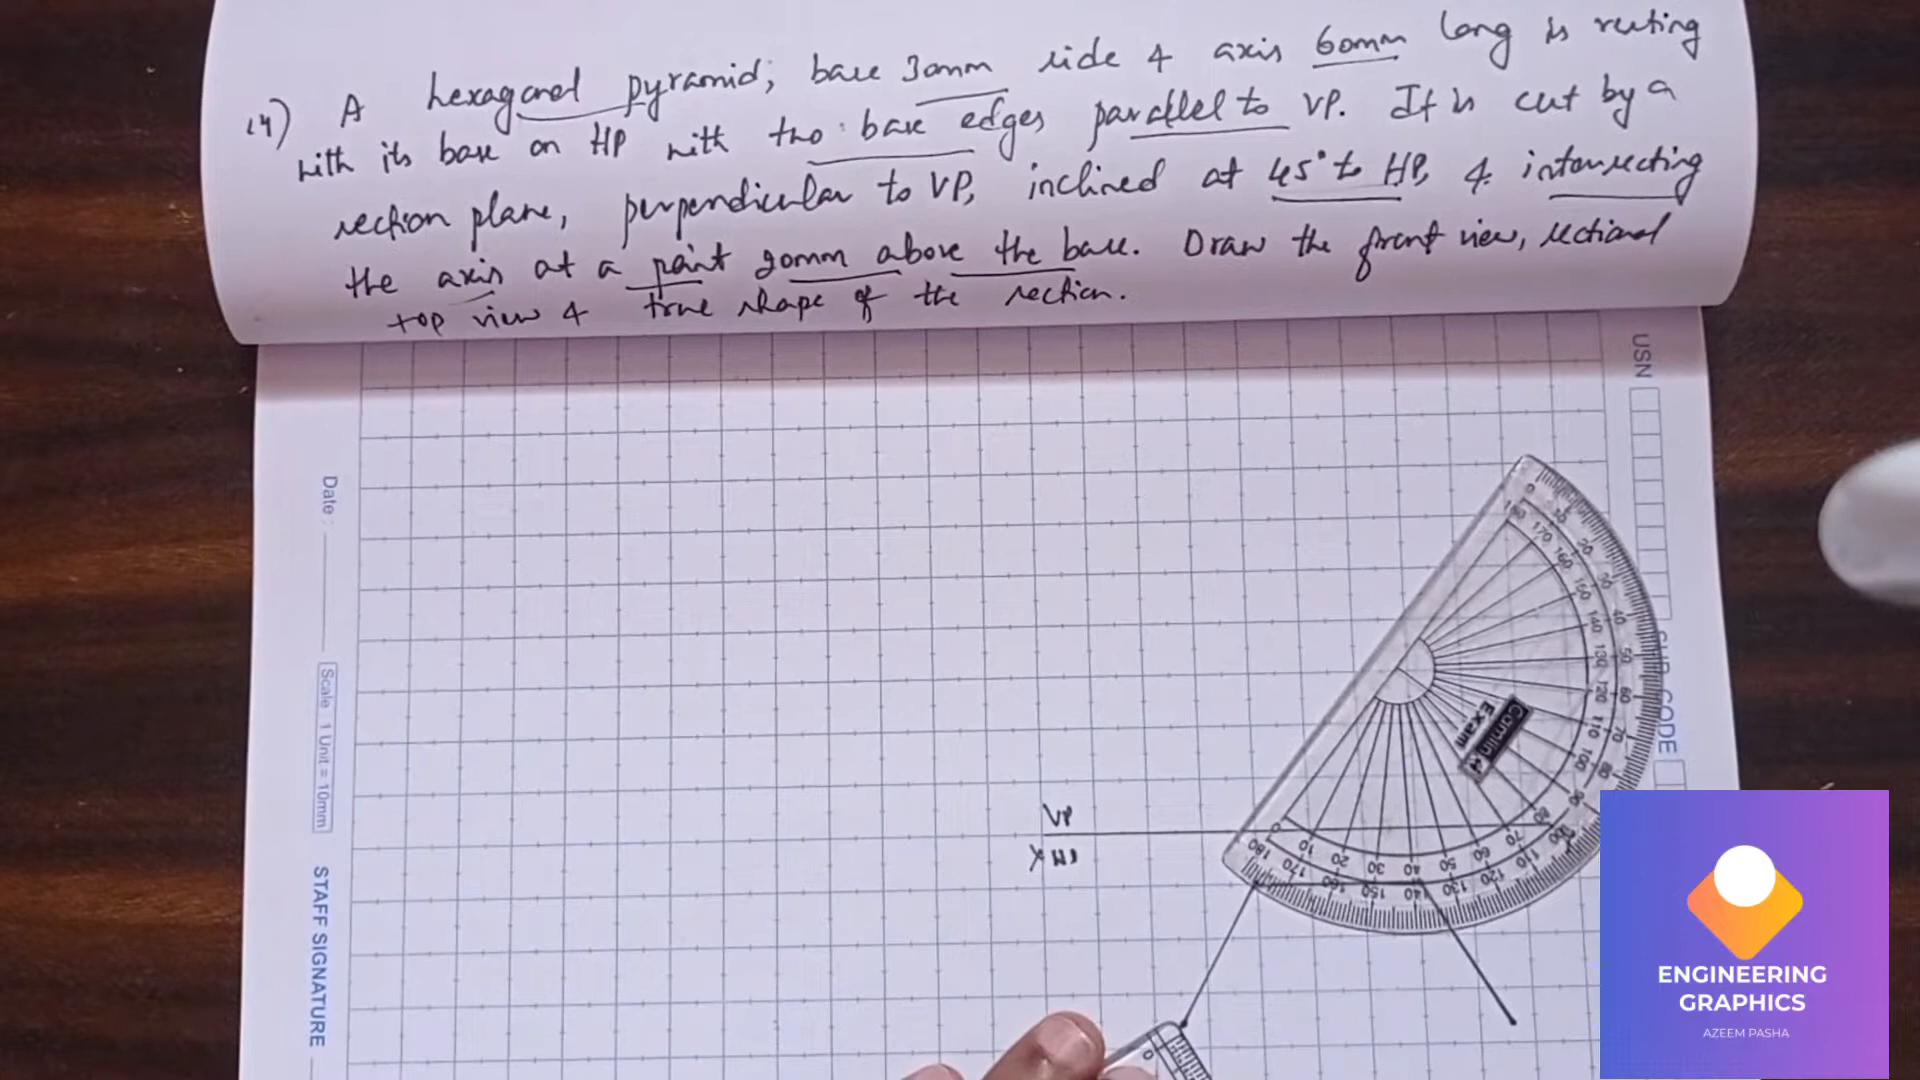 14) A hexagonal pyramid, base 30mm side & axis 60mm long is resting
with its base on HP with two base edges parallel to VP. It is cut by a
section plane, perpendicular to VP, inclined at 45° to HP, & intersecting
the axis at a point 20mm above the base. Draw the front view, sectional
top view & true shape of the section.
USN
Date :
Scale 1 Unit = 10mm
STAFF SIGNATURE
SUB CODE
VP
X
Camlin
Exam
ENGINEERING
GRAPHICS
AZEEM PASHA